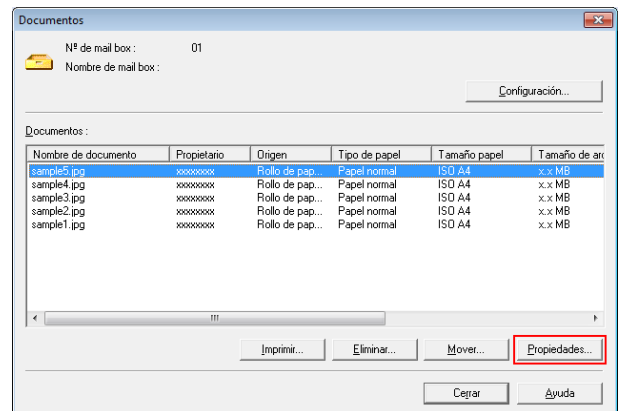 Documentos
Nº de mail box : 01
Nombre de mail box :
Configuración...
Documentos :
Nombre de documento Propietario Origen Tipo de papel Tamaño papel Tamaño de arc
sample5.jpg xxxxxxxx Rollo de pap... Papel normal ISO A4 x.x MB
sample4.jpg xxxxxxxx Rollo de pap... Papel normal ISO A4 x.x MB
sample3.jpg xxxxxxxx Rollo de pap... Papel normal ISO A4 x.x MB
sample2.jpg xxxxxxxx Rollo de pap... Papel normal ISO A4 x.x MB
sample1.jpg xxxxxxxx Rollo de pap... Papel normal ISO A4 x.x MB
Imprimir... Eliminar... Mover... Propiedades...
Cerrar Ayuda